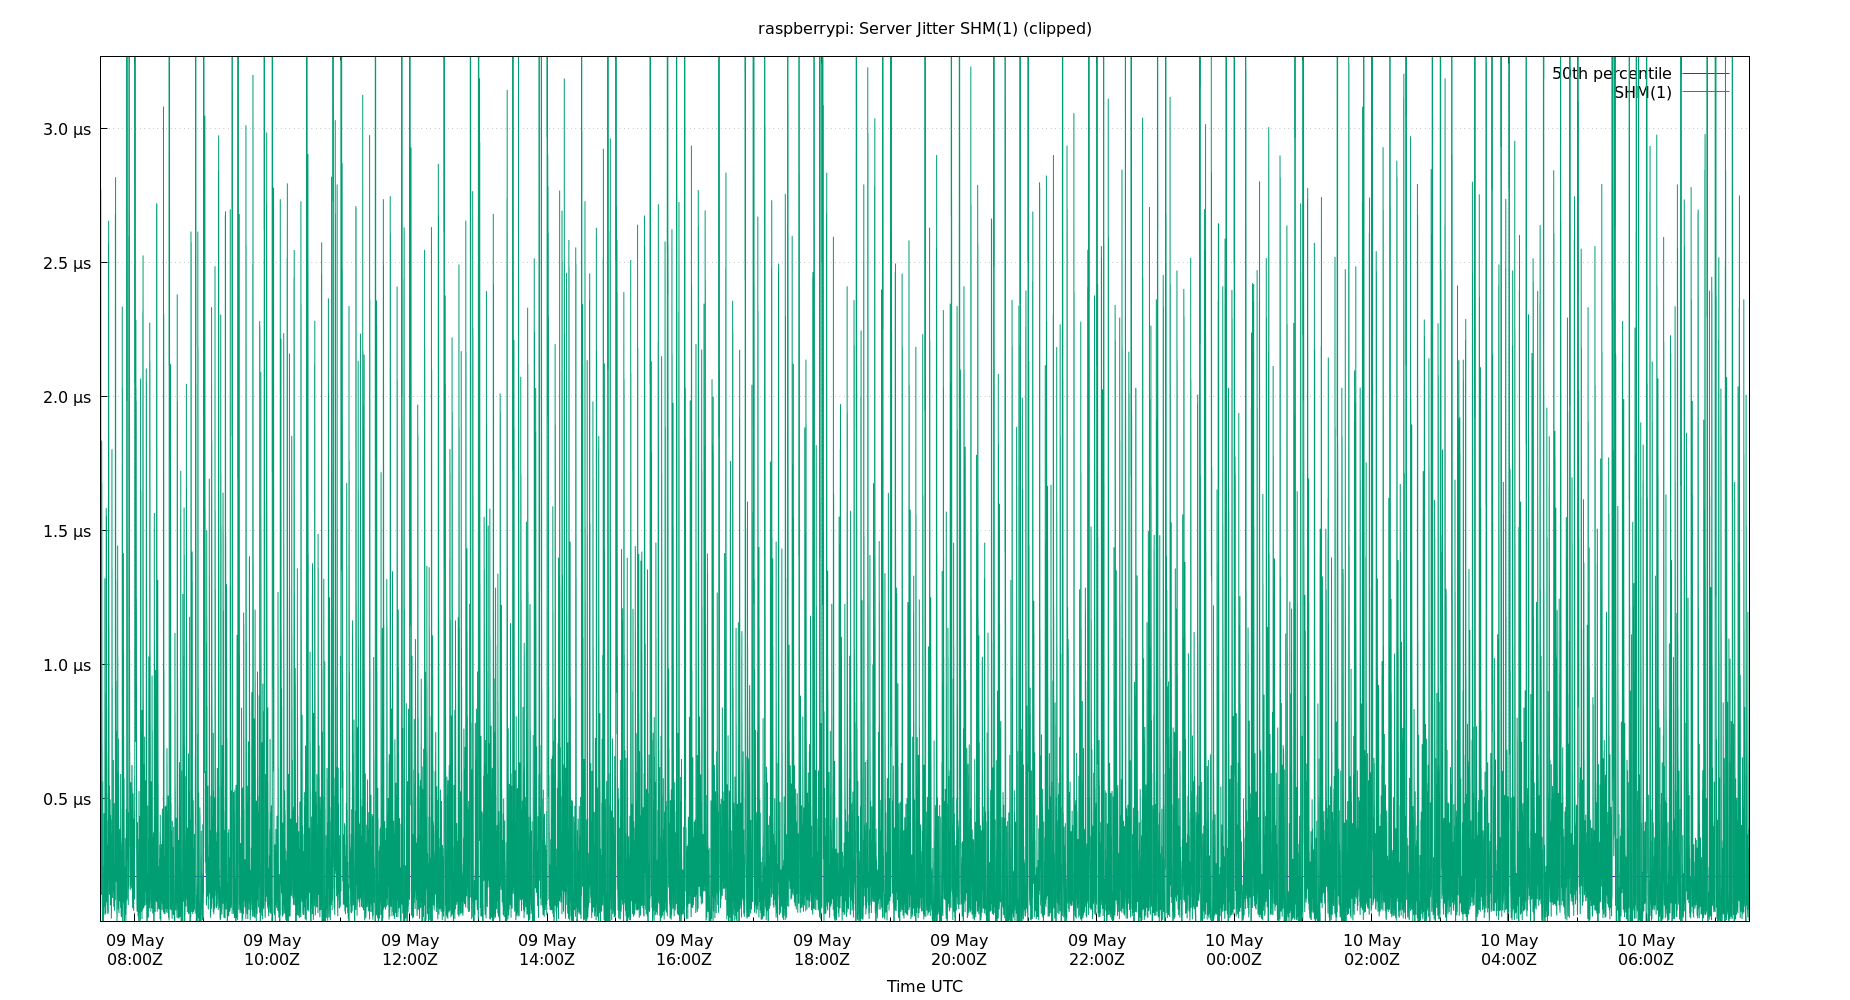 raspberrypi: Server Jitter SHM(1) (clipped)
50th percentile
SHM(1)
3.0 µs
2.5 µs
2.0 µs
1.5 µs
1.0 µs
0.5 µs
09 May 09 May 09 May 09 May 09 May 09 May 09 May 09 May 10 May 10 May 10 May 10 May
08:00Z 10:00Z 12:00Z 14:00Z 16:00Z 18:00Z 20:00Z 22:00Z 00:00Z 02:00Z 04:00Z 06:00Z
Time UTC